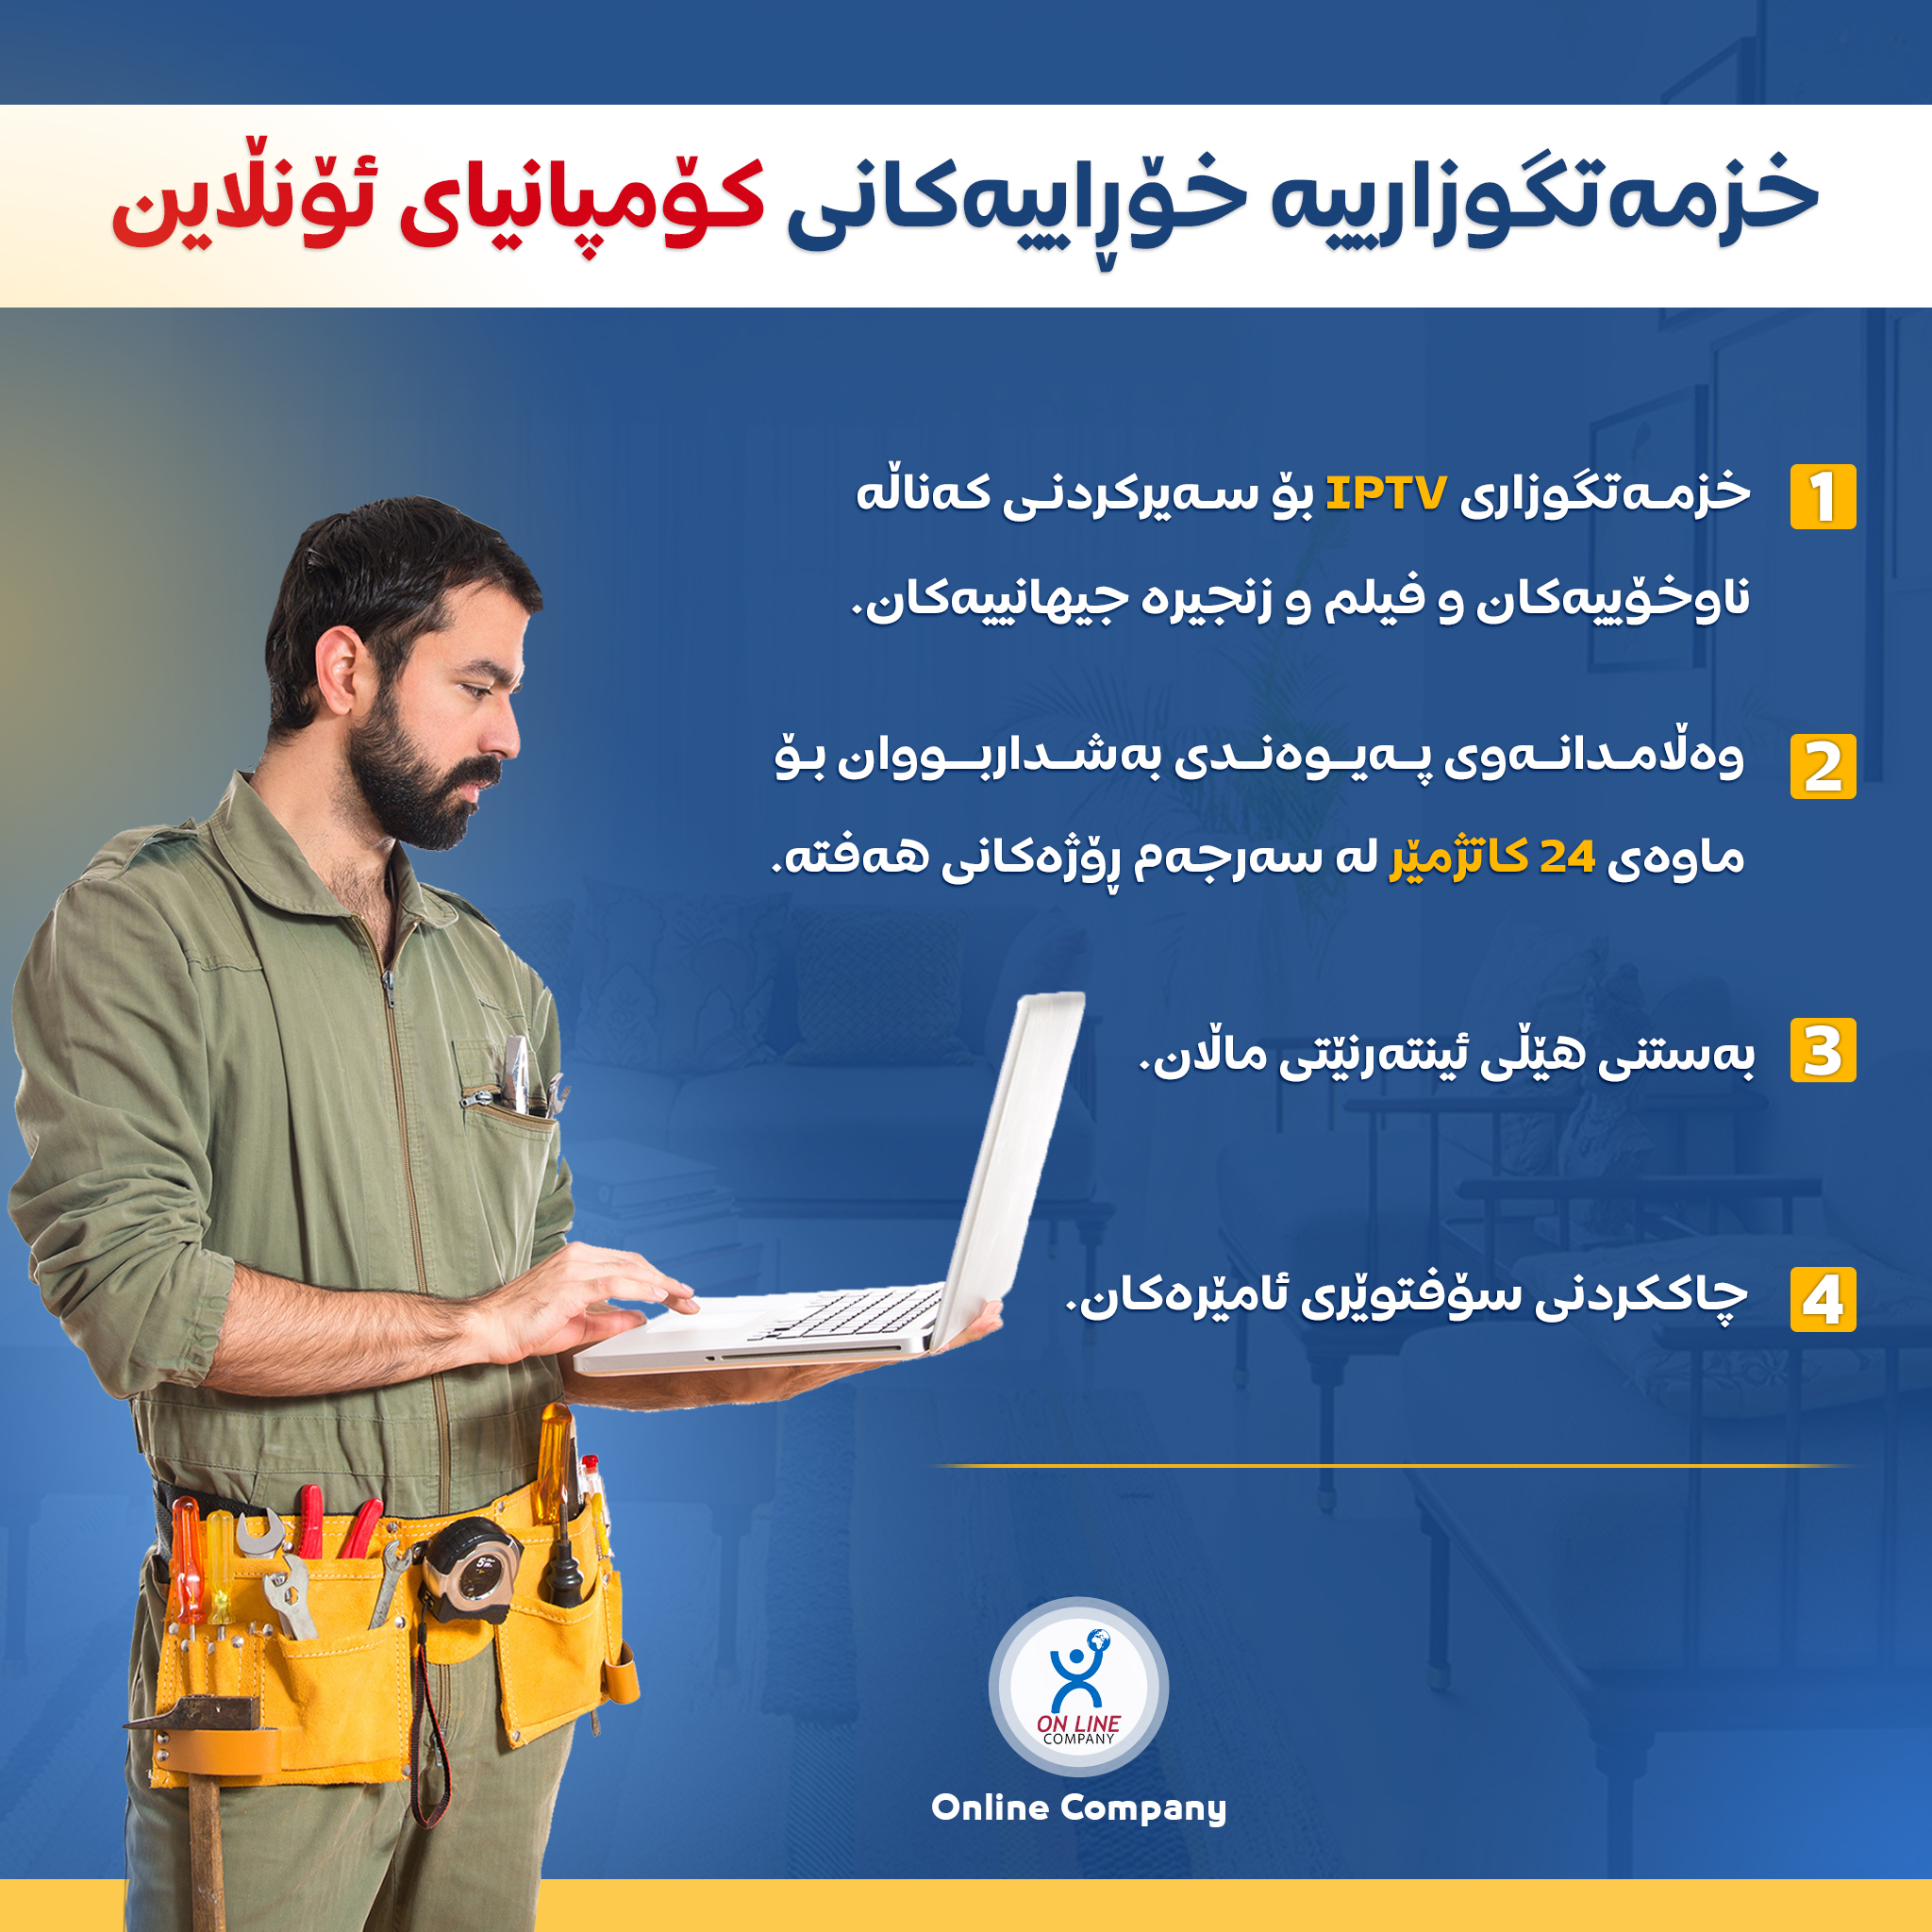 خزمەتگوزارییە خۆڕاییەکانی کۆمپانیای ئۆنڵاین
1
خزمەتگوزاری IPTV بۆ سەیرکردنی کەناڵە
ناوخۆییەکان و فیلم و زنجیرە جیهانییەکان.
2
وەڵامدانەوی پەیوەندی بەشداربووان بۆ
ماوەی 24 کاتژمێر لە سەرجەم ڕۆژەکانی هەفتە.
3
بەستنی هێڵی ئینتەرنێتی ماڵان.
4
چاککردنی سۆفتوێری ئامێرەکان.
ON LINE
COMPANY
Online Company